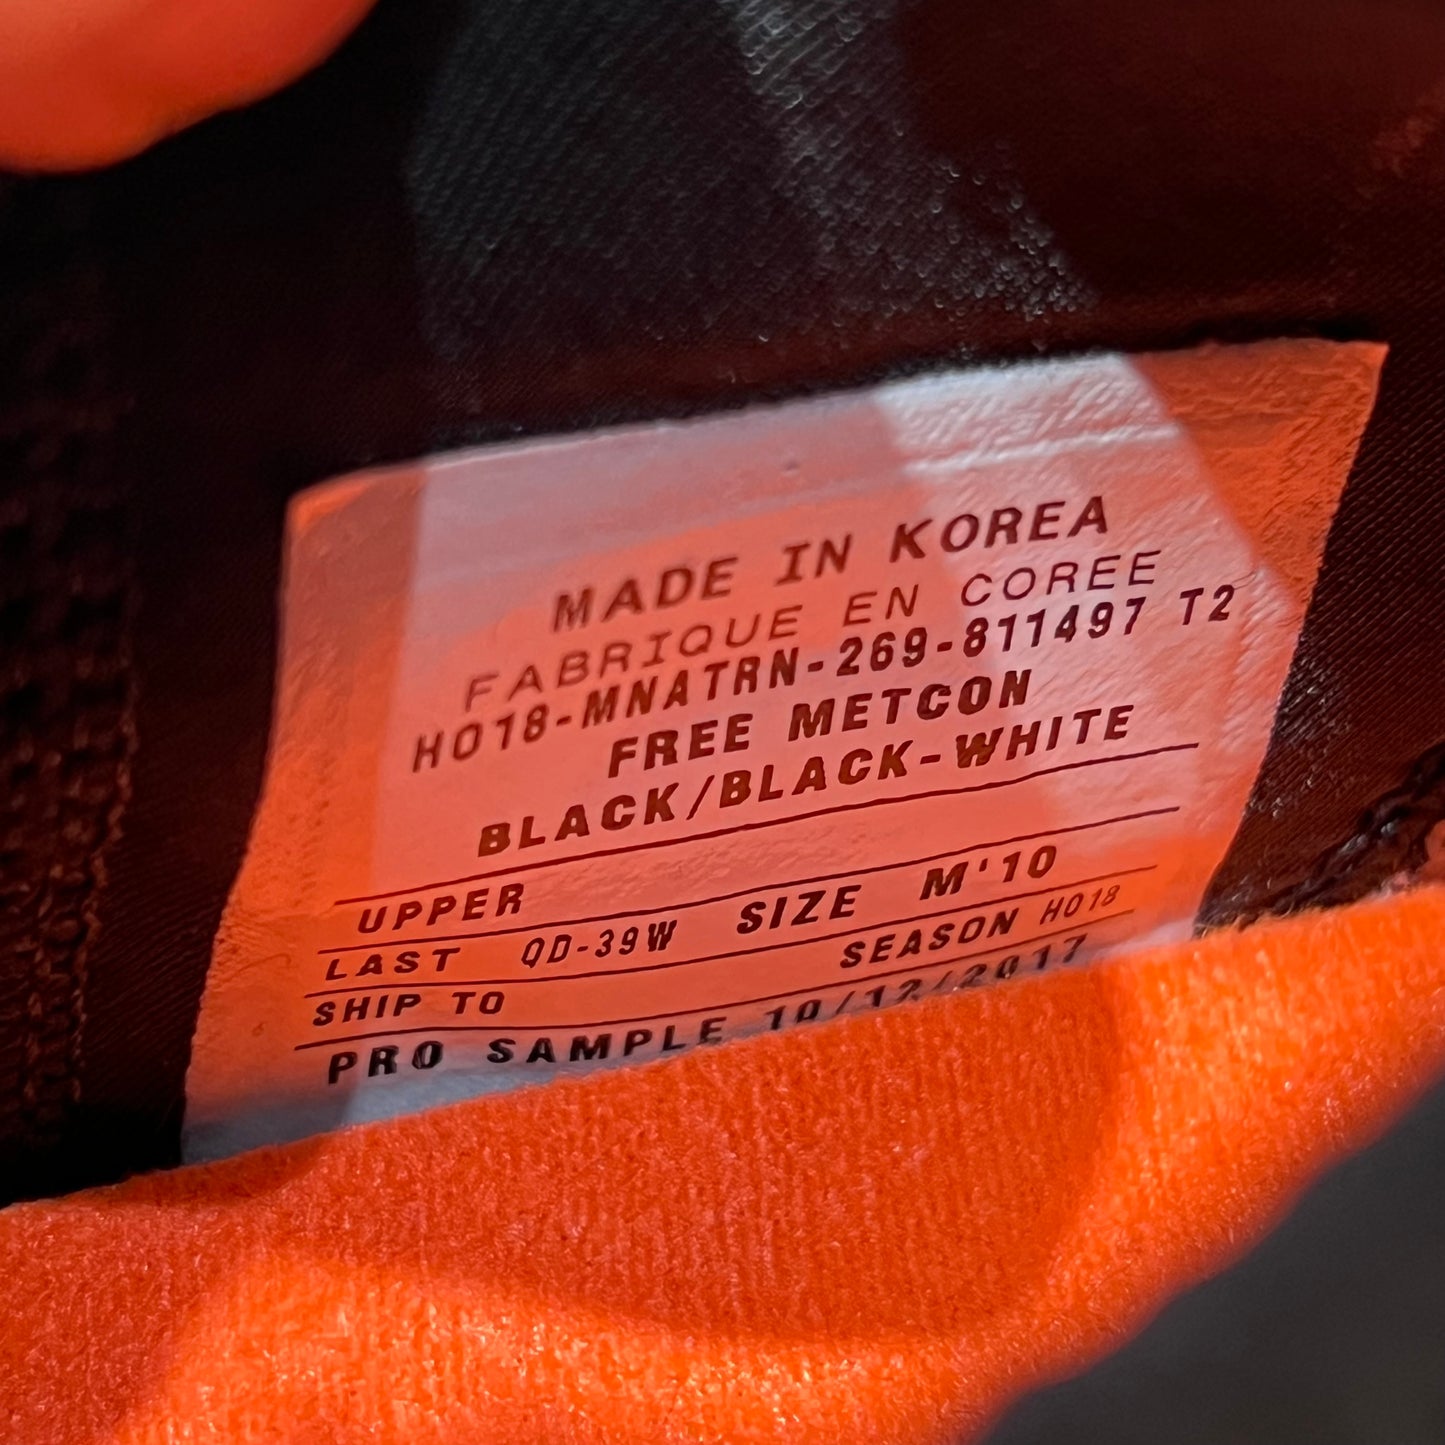 MADE IN KOREA
FABRIQUE EN COREE
HO18-MNATRN-269-811497 T2
FREE METCON
BLACK/BLACK-WHITE
UPPER
LAST QD-39W SIZE M'10
SHIP TO SEASON HO18
PRO SAMPLE 10/12/2017